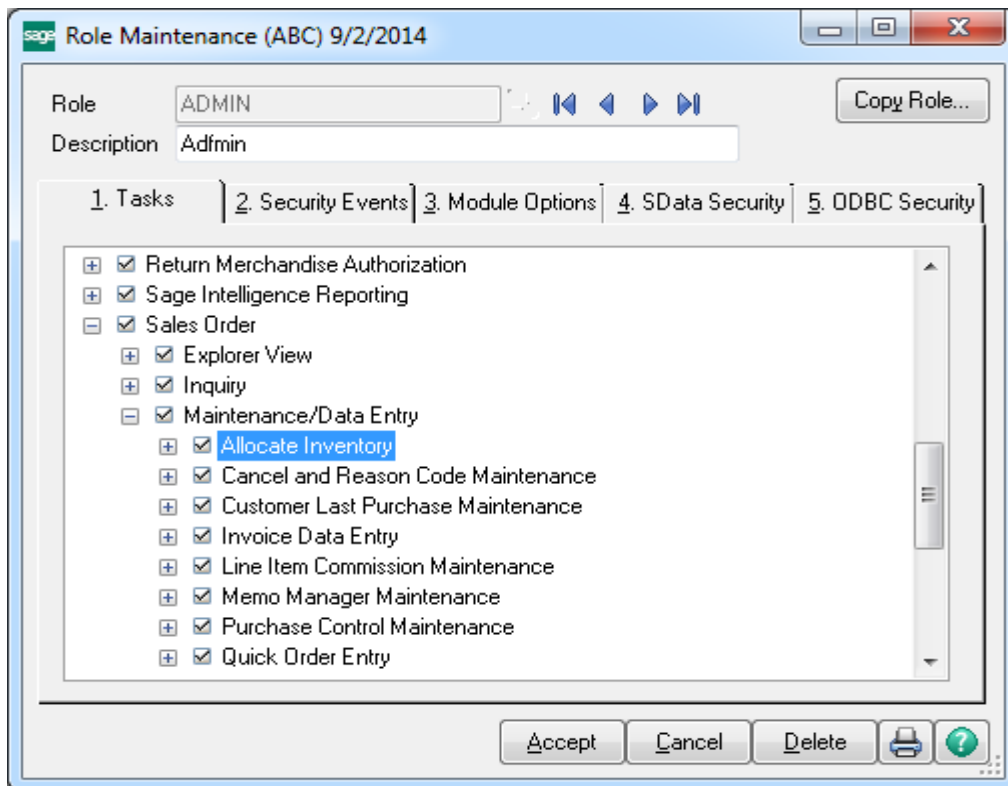 sage Role Maintenance (ABC) 9/2/2014
Role ADMIN Copy Role...
Description Adfmin
1. Tasks 2. Security Events 3. Module Options 4. SData Security 5. ODBC Security
Return Merchandise Authorization
Sage Intelligence Reporting
Sales Order
Explorer View
Inquiry
Maintenance/Data Entry
Allocate Inventory
Cancel and Reason Code Maintenance
Customer Last Purchase Maintenance
Invoice Data Entry
Line Item Commission Maintenance
Memo Manager Maintenance
Purchase Control Maintenance
Quick Order Entry
Accept Cancel Delete ?